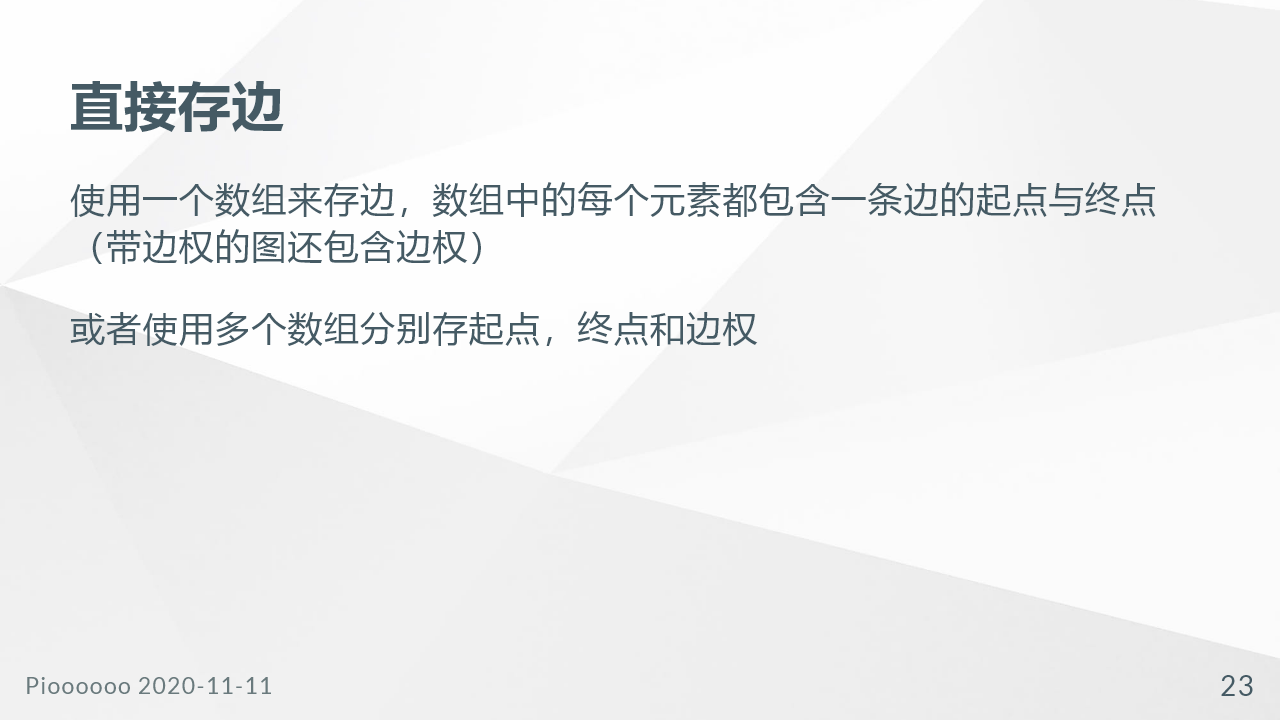 直接存边
使用一个数组来存边，数组中的每个元素都包含一条边的起点与终点
（带边权的图还包含边权）
或者使用多个数组分别存起点，终点和边权
Pioooooo 2020-11-11
23